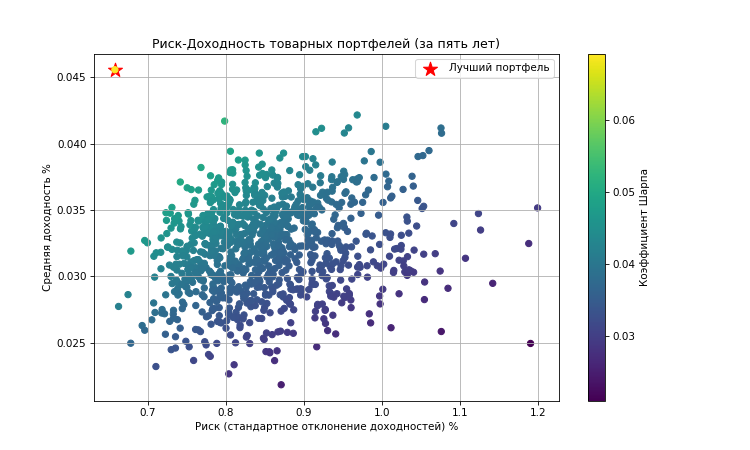 Риск-Доходность товарных портфелей (за пять лет)
Лучший портфель
Средняя доходность %
0.045
0.040
0.035
0.030
0.025
0.7 0.8 0.9 1.0 1.1 1.2
Риск (стандартное отклонение доходностей) %
0.06
0.05
0.04
0.03
Коэффициент Шарпа